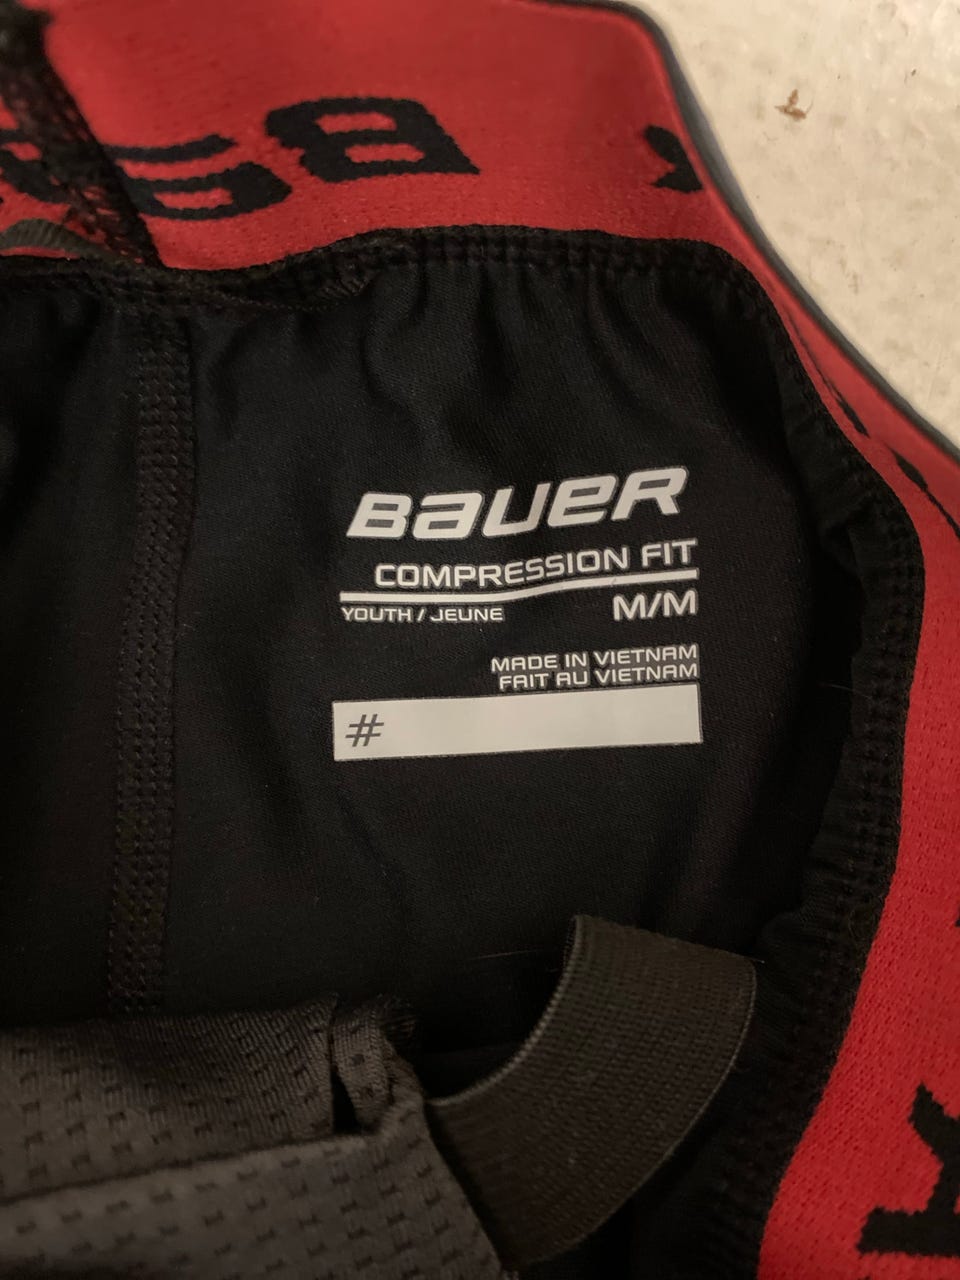 BAUER
COMPRESSION FIT
YOUTH / JEUNE M/M
MADE IN VIETNAM
FAIT AU VIETNAM
#